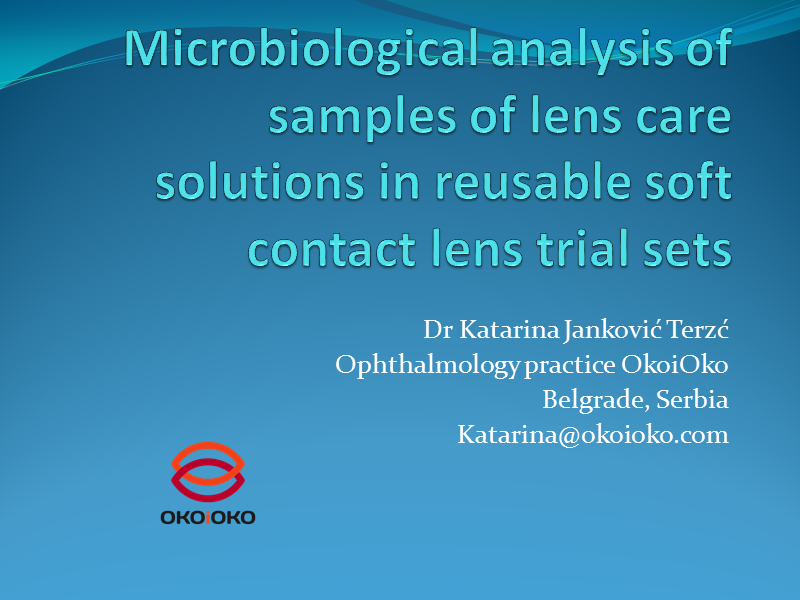 Microbiological analysis of
samples of lens care
solutions in reusable soft
contact lens trial sets
Dr Katarina Janković Terzć
Ophthalmology practice OkoiOko
Belgrade, Serbia
Katarina@okoioko.com
OKOiOKO